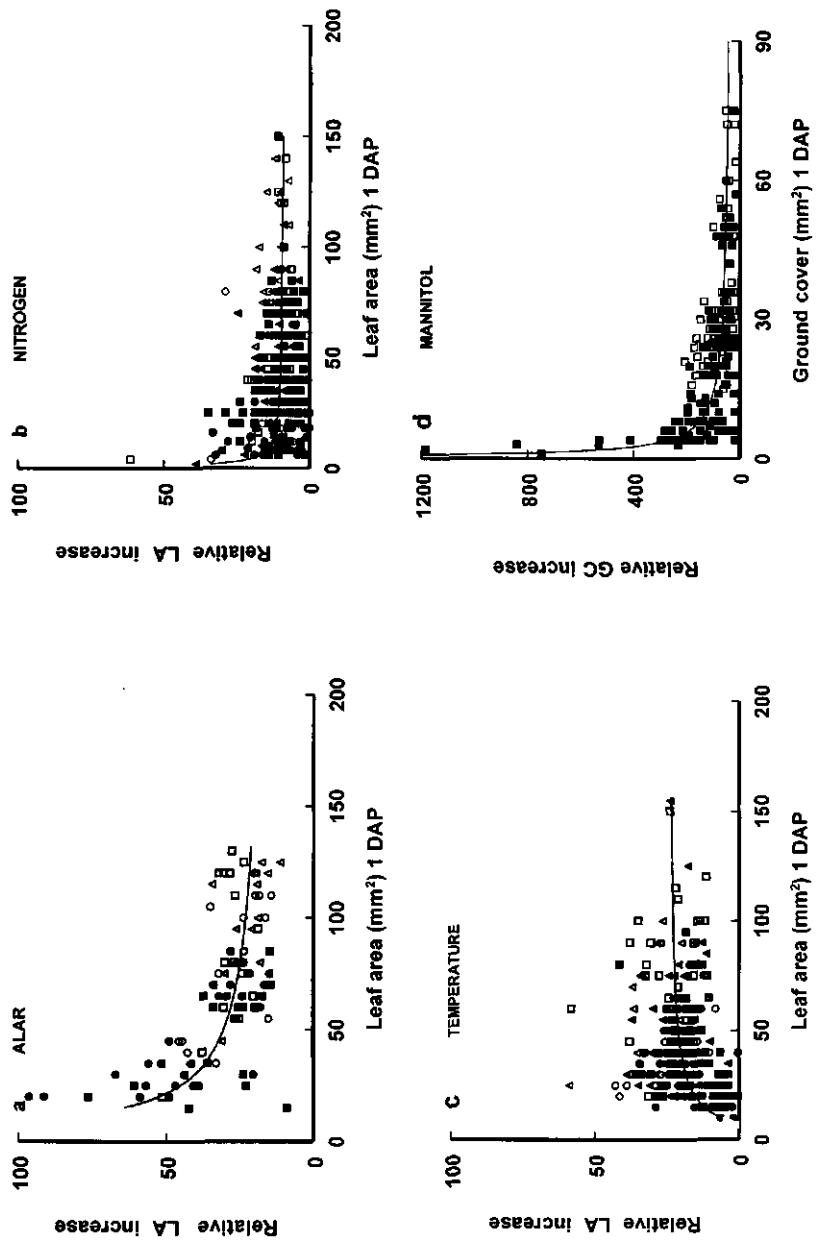 a ALAR
100
50
0
Relative LA increase
0 50 100 150 200
Leaf area (mm²) 1 DAP
b NITROGEN
100
50
0
Relative LA increase
0 50 100 150 200
Leaf area (mm²) 1 DAP
c TEMPERATURE
100
50
0
Relative LA increase
0 50 100 150 200
Leaf area (mm²) 1 DAP
d MANNITOL
1200
800
400
0
Relative GC increase
0 30 60 90
Ground cover (mm²) 1 DAP